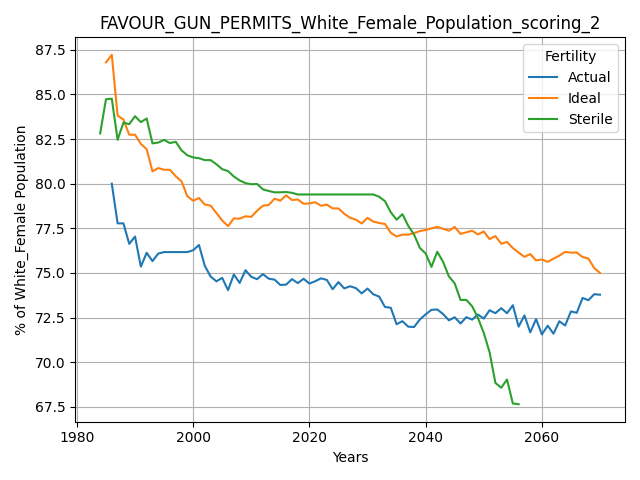 FAVOUR_GUN_PERMITS_White_Female_Population_scoring_2
Fertility
Actual
Ideal
Sterile
% of White_Female Population
87.5
85.0
82.5
80.0
77.5
75.0
72.5
70.0
67.5
1980
2000
2020
2040
2060
Years